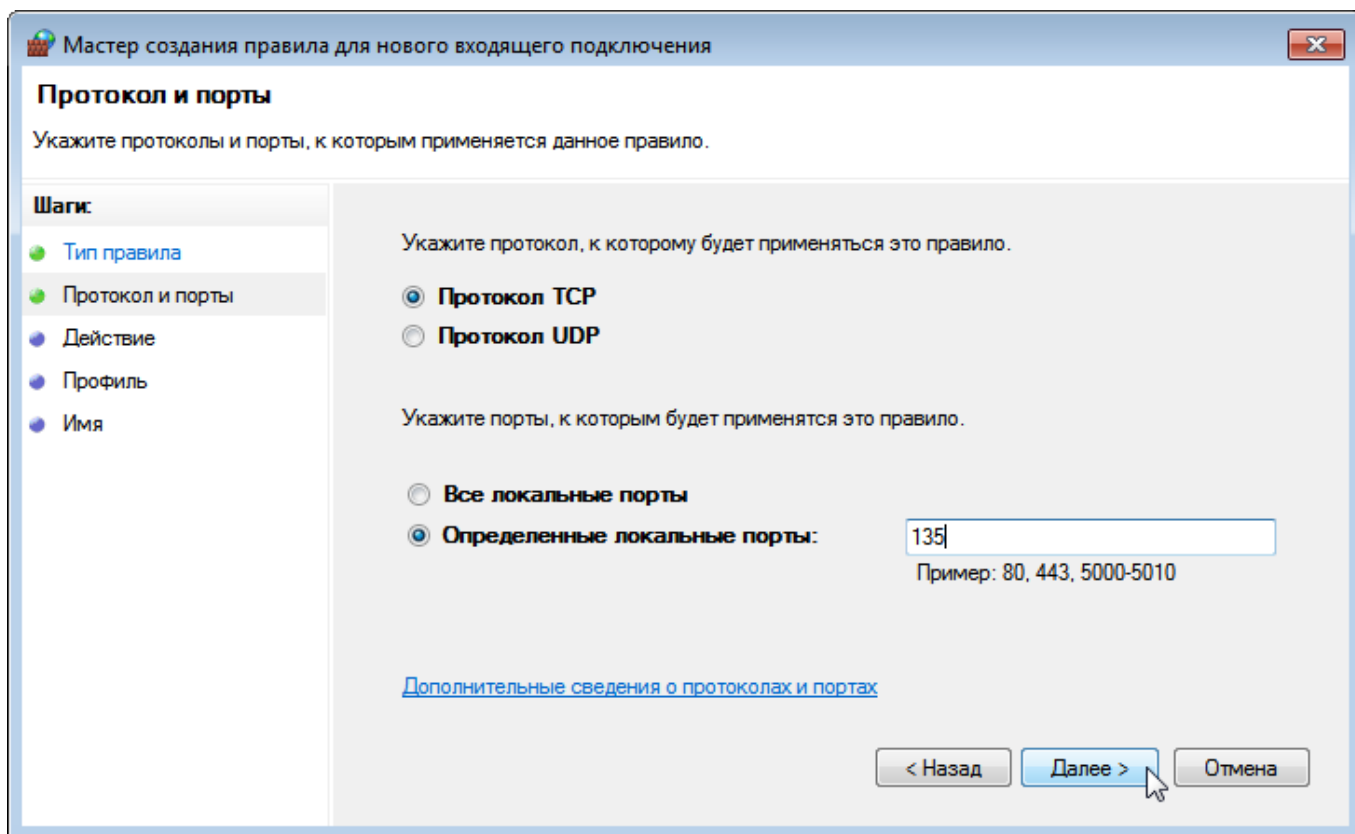 Мастер создания правила для нового входящего подключения
Протокол и порты
Укажите протоколы и порты, к которым применяется данное правило.
Шаги:
Тип правила
Протокол и порты
Действие
Профиль
Имя
Укажите протокол, к которому будет применяться это правило.
Протокол TCP
Протокол UDP
Укажите порты, к которым будет применятся это правило.
Все локальные порты
Определенные локальные порты:
135
Пример: 80, 443, 5000-5010
Дополнительные сведения о протоколах и портах
< Назад
Далее >
Отмена